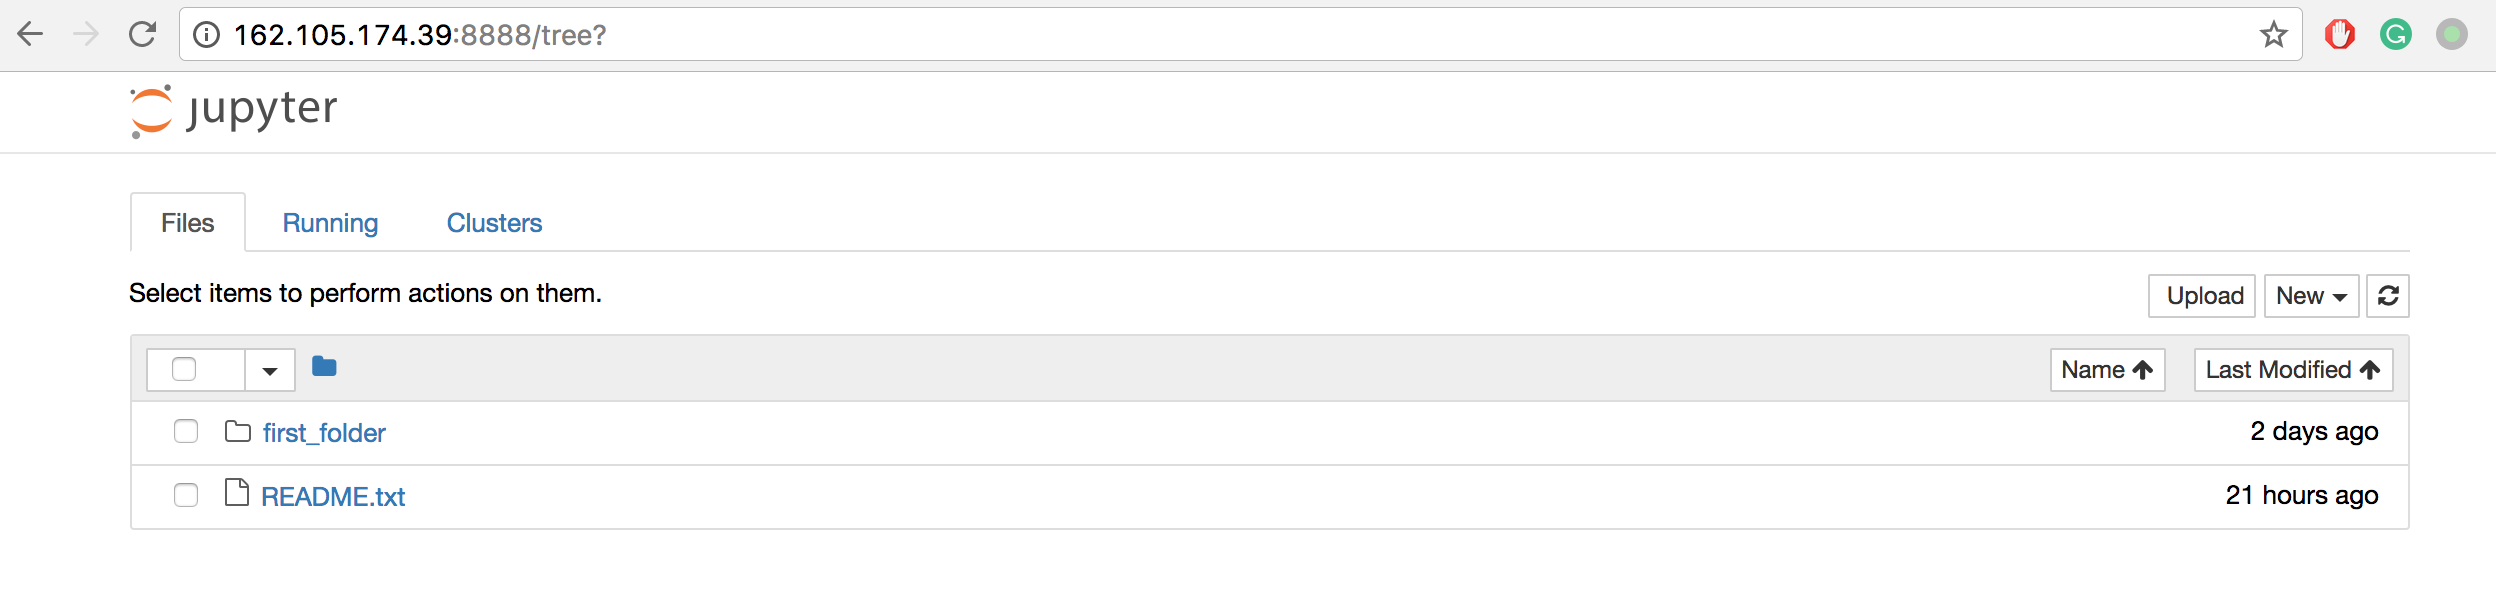 162.105.174.39:8888/tree?
jupyter
Files Running Clusters
Select items to perform actions on them.
Upload New
Name Last Modified
first_folder 2 days ago
README.txt 21 hours ago